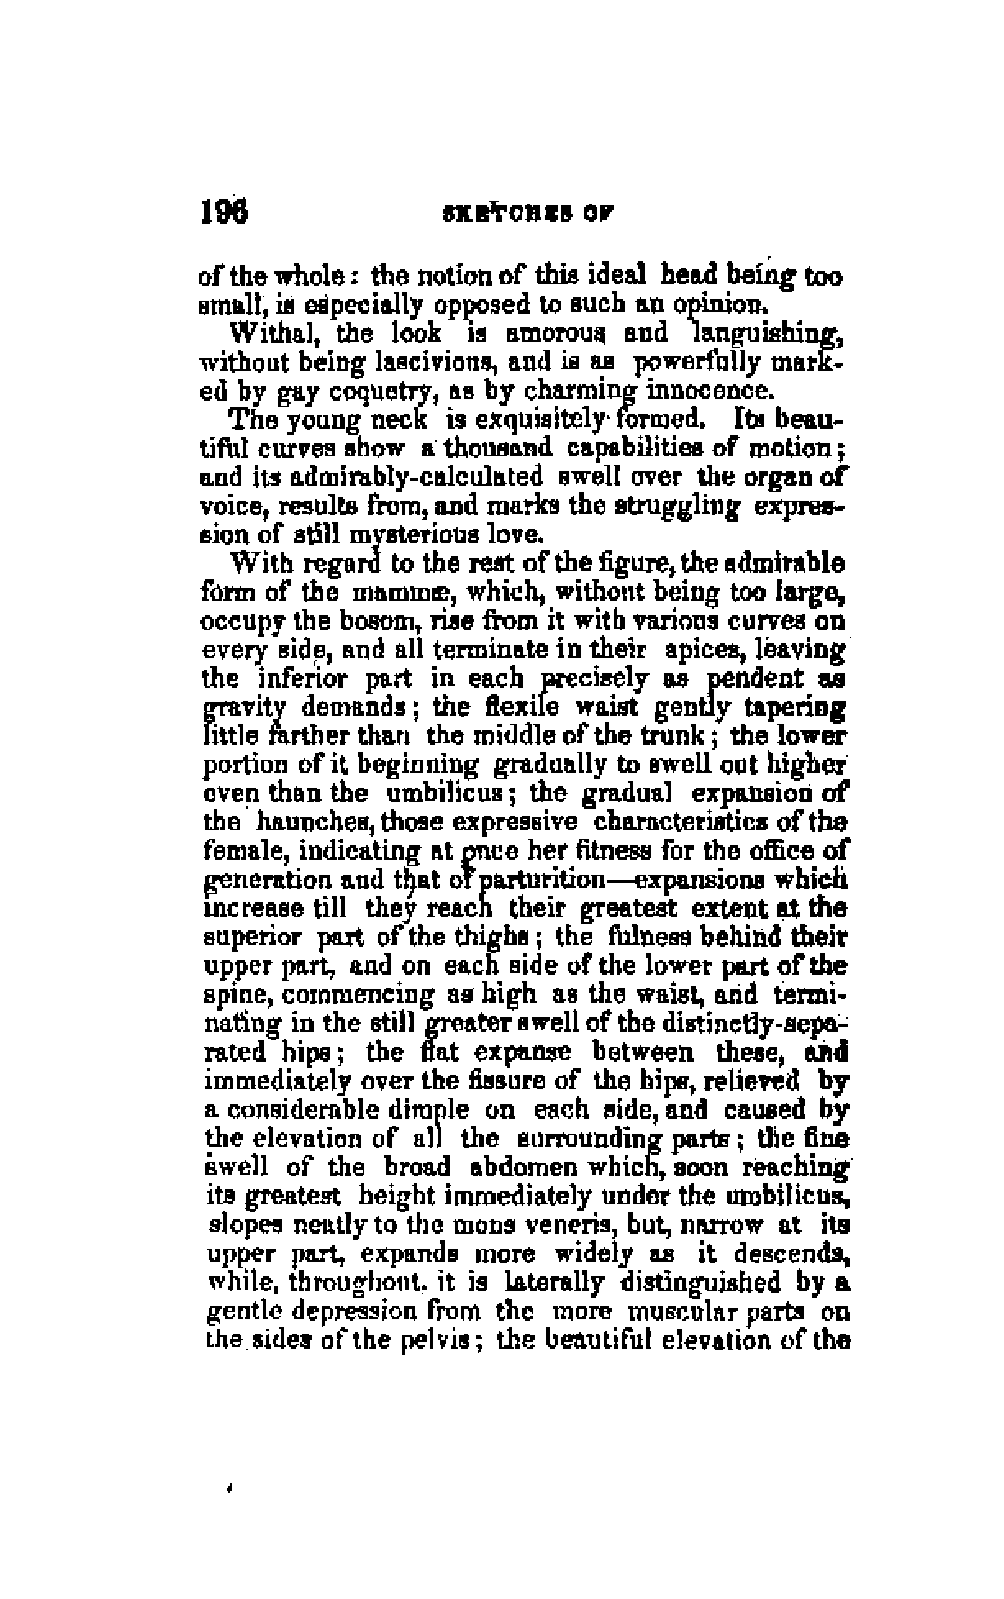 196 SKETCHES OF
of the whole: the notion of this ideal head being too
small, is especially opposed to such an opinion.
Withal, the look is amorous and languishing,
without being lascivious, and is as powerfully mark-
ed by gay coquetry, as by charming innocence.
The young neck is exquisitely formed. Its beau-
tiful curves show a thousand capabilities of motion;
and its admirably-calculated swell over the organ of
voice, results from, and marks the struggling expres-
sion of still mysterious love.
With regard to the rest of the figure, the admirable
form of the mammæ, which, without being too large,
occupy the bosom, rise from it with various curves on
every side, and all terminate in their apices, leaving
the inferior part in each precisely as pendent as
gravity demands; the flexile waist gently tapering
little farther than the middle of the trunk; the lower
portion of it beginning gradually to swell out higher
even than the umbilicus; the gradual expansion of
the haunches, those expressive characteristics of the
female, indicating at once her fitness for the office of
generation and that of parturition—expansions which
increase till they reach their greatest extent at the
superior part of the thighs; the fulness behind their
upper part, and on each side of the lower part of the
spine, commencing as high as the waist, and termi-
nating in the still greater swell of the distinctly-sepa-
rated hips; the flat expanse between these, and
immediately over the fissure of the hips, relieved by
a considerable dimple on each side, and caused by
the elevation of all the surrounding parts; the fine
swell of the broad abdomen which, soon reaching
its greatest height immediately under the umbilicus,
slopes neatly to the mons veneris, but, narrow at its
upper part, expands more widely as it descends,
while, throughout, it is laterally distinguished by a
gentle depression from the more muscular parts on
the sides of the pelvis; the beautiful elevation of the